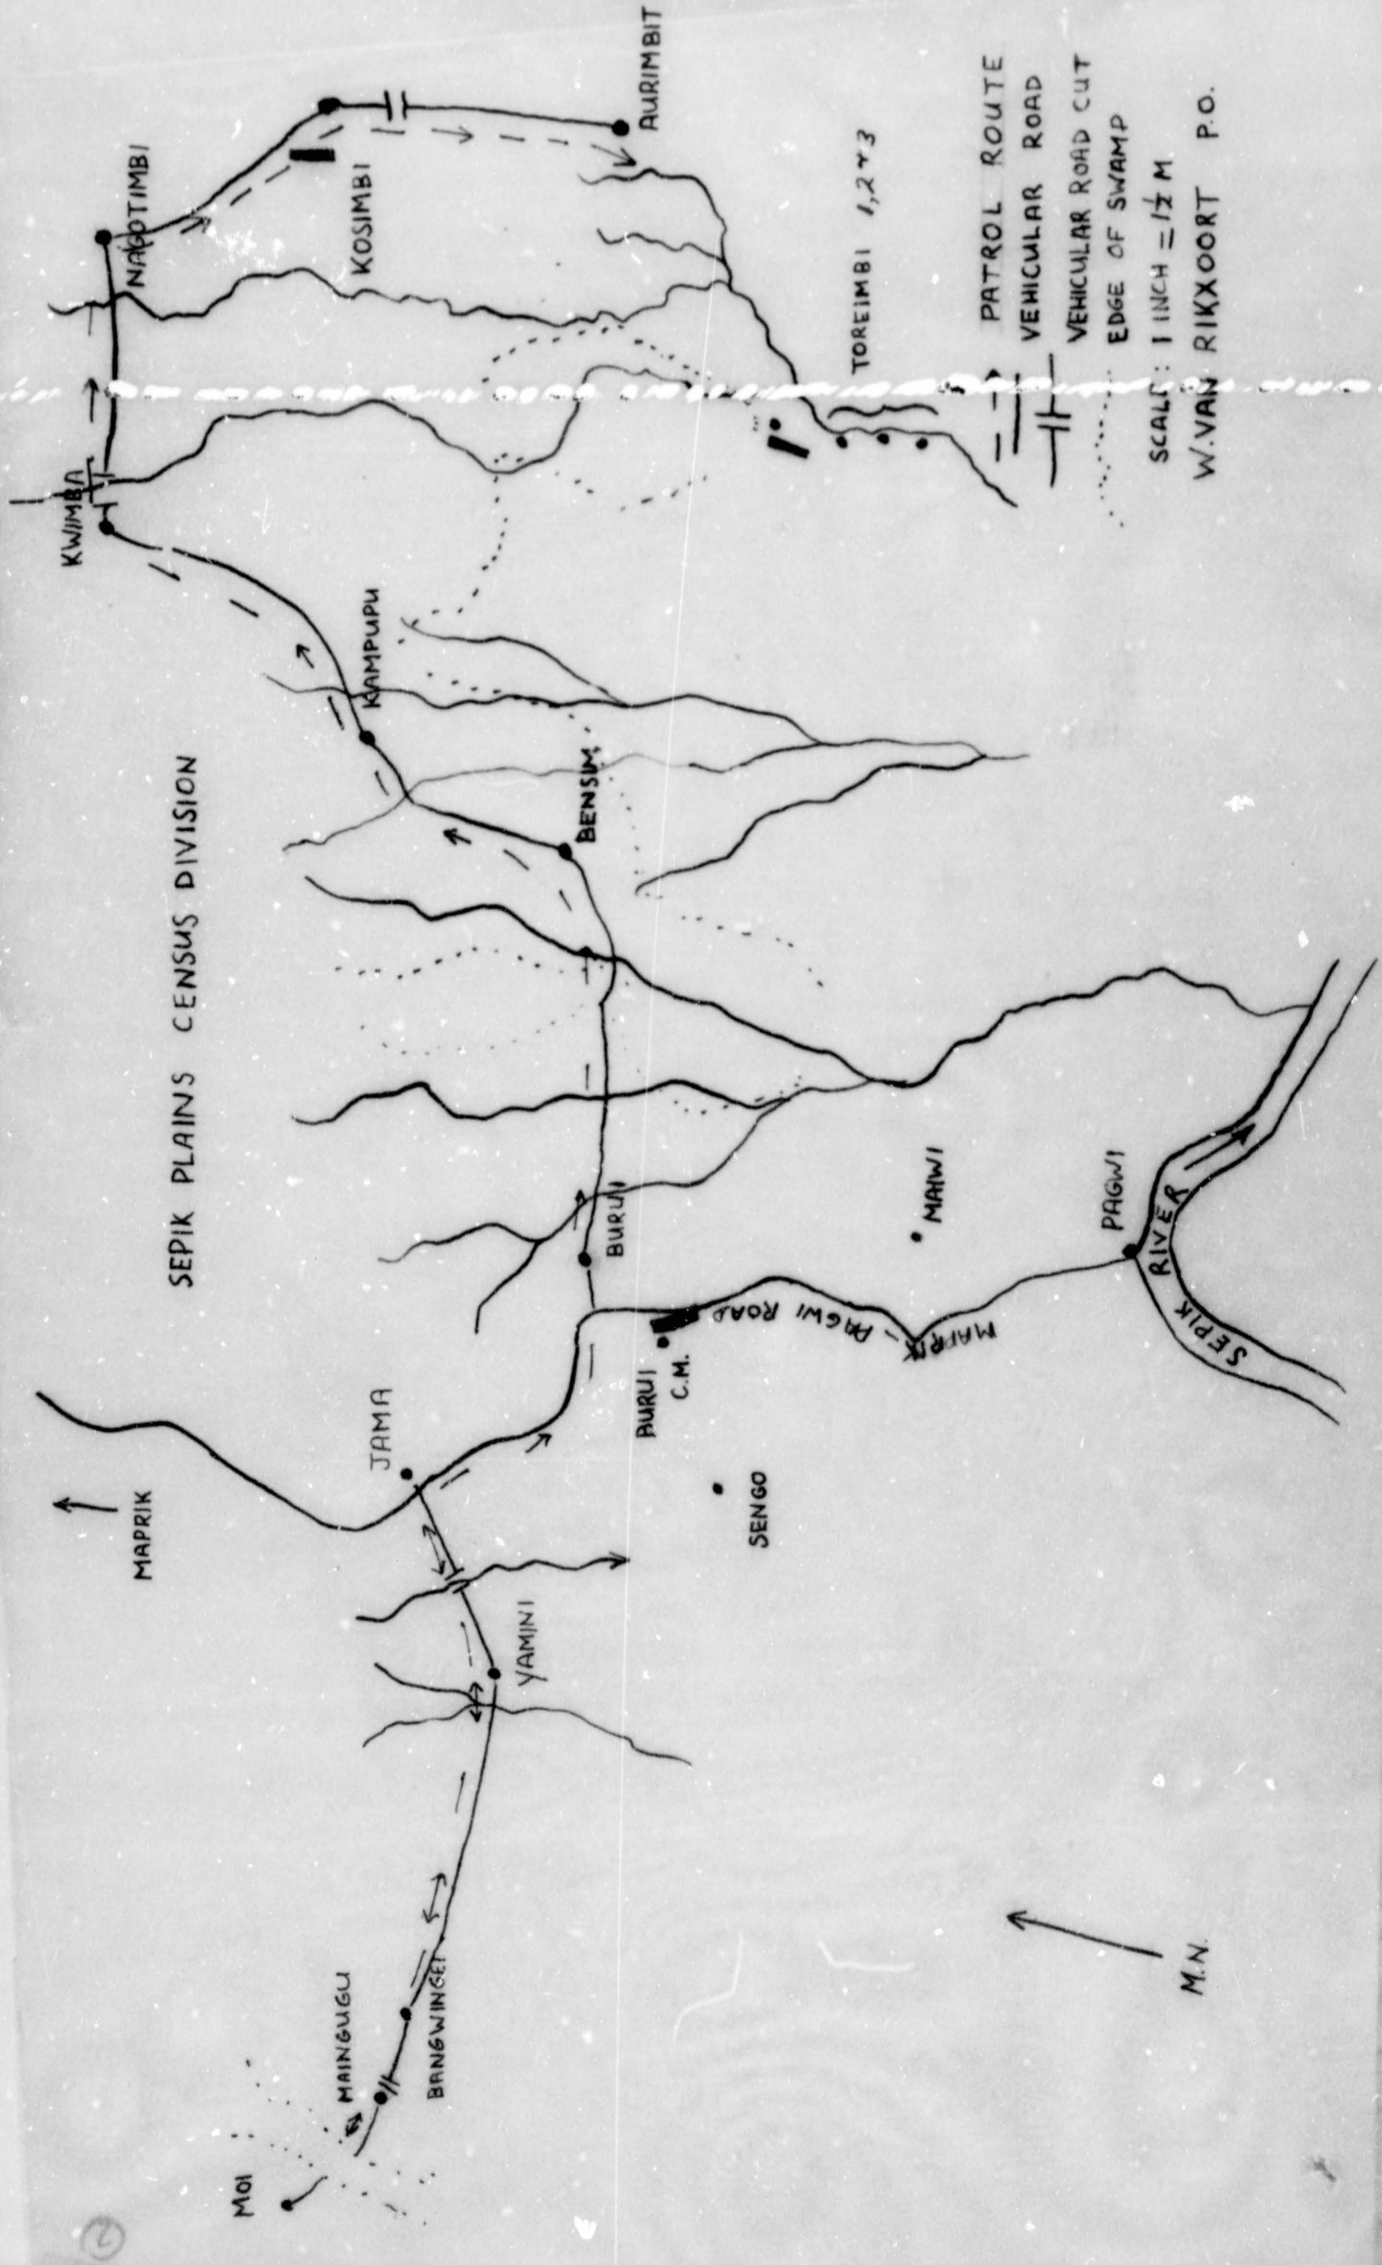 SEPIK PLAINS CENSUS DIVISION
MAPRIK
MOI
MAINGUGU
BANGWINGEI
YAMINI
JAMA
SENGO
BURUI
C.M.
BURUI
MAPRIK - PAGWI ROAD
MAIWI
PAGWI
SEPIK RIVER
BENSIM
KAMPUPU
KWIMBA
NAGOTIMBI
KOSIMBI
AURIMBIT
TOREIMBI 1,2+3
PATROL ROUTE
VEHICULAR ROAD
VEHICULAR ROAD CUT
EDGE OF SWAMP
SCALE: 1 INCH = 1½ M
W. VAN RIKXOORT P.O.
M.N.
2